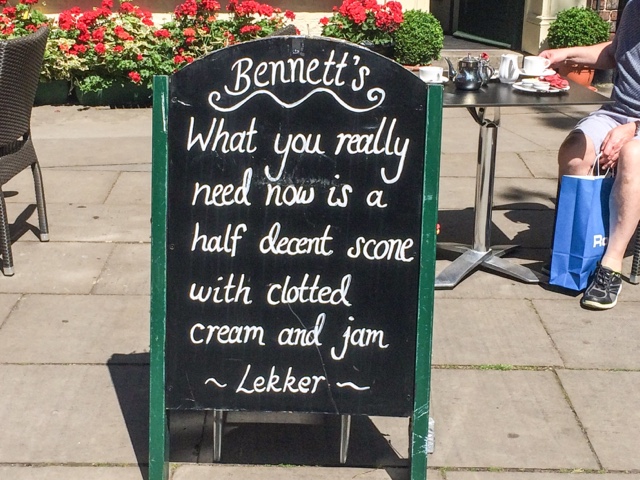 Bennett's
What you really
need now is a
half decent scone
with clotted
cream and jam
~ Lekker ~